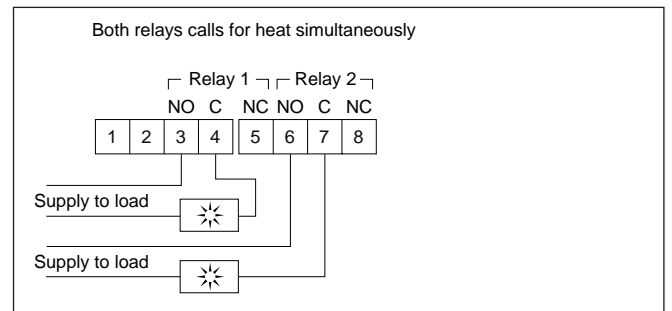 Both relays calls for heat simultaneously
Relay 1 Relay 2
NO C NC NO C NC
1 2 3 4 5 6 7 8
Supply to load
Supply to load